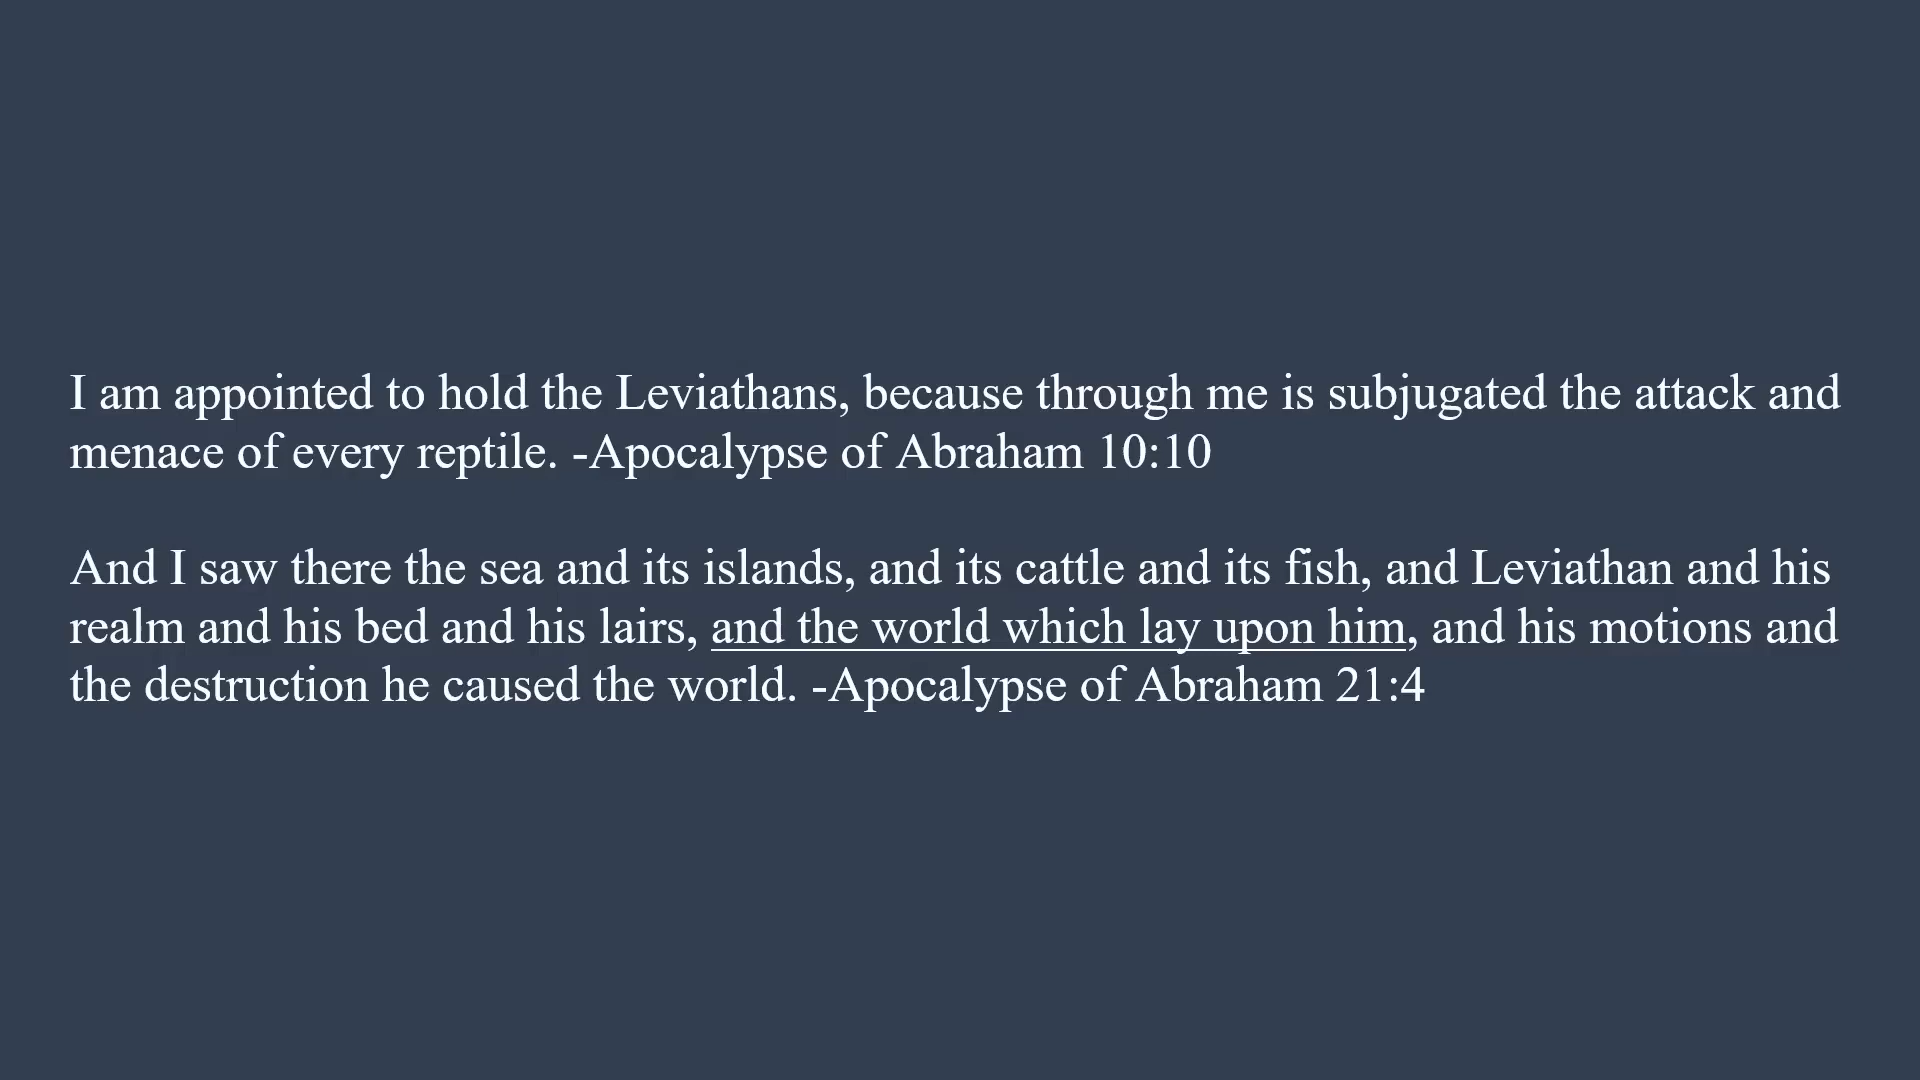 I am appointed to hold the Leviathans, because through me is subjugated the attack and
menace of every reptile. -Apocalypse of Abraham 10:10
And I saw there the sea and its islands, and its cattle and its fish, and Leviathan and his
realm and his bed and his lairs, and the world which lay upon him, and his motions and
the destruction he caused the world. -Apocalypse of Abraham 21:4